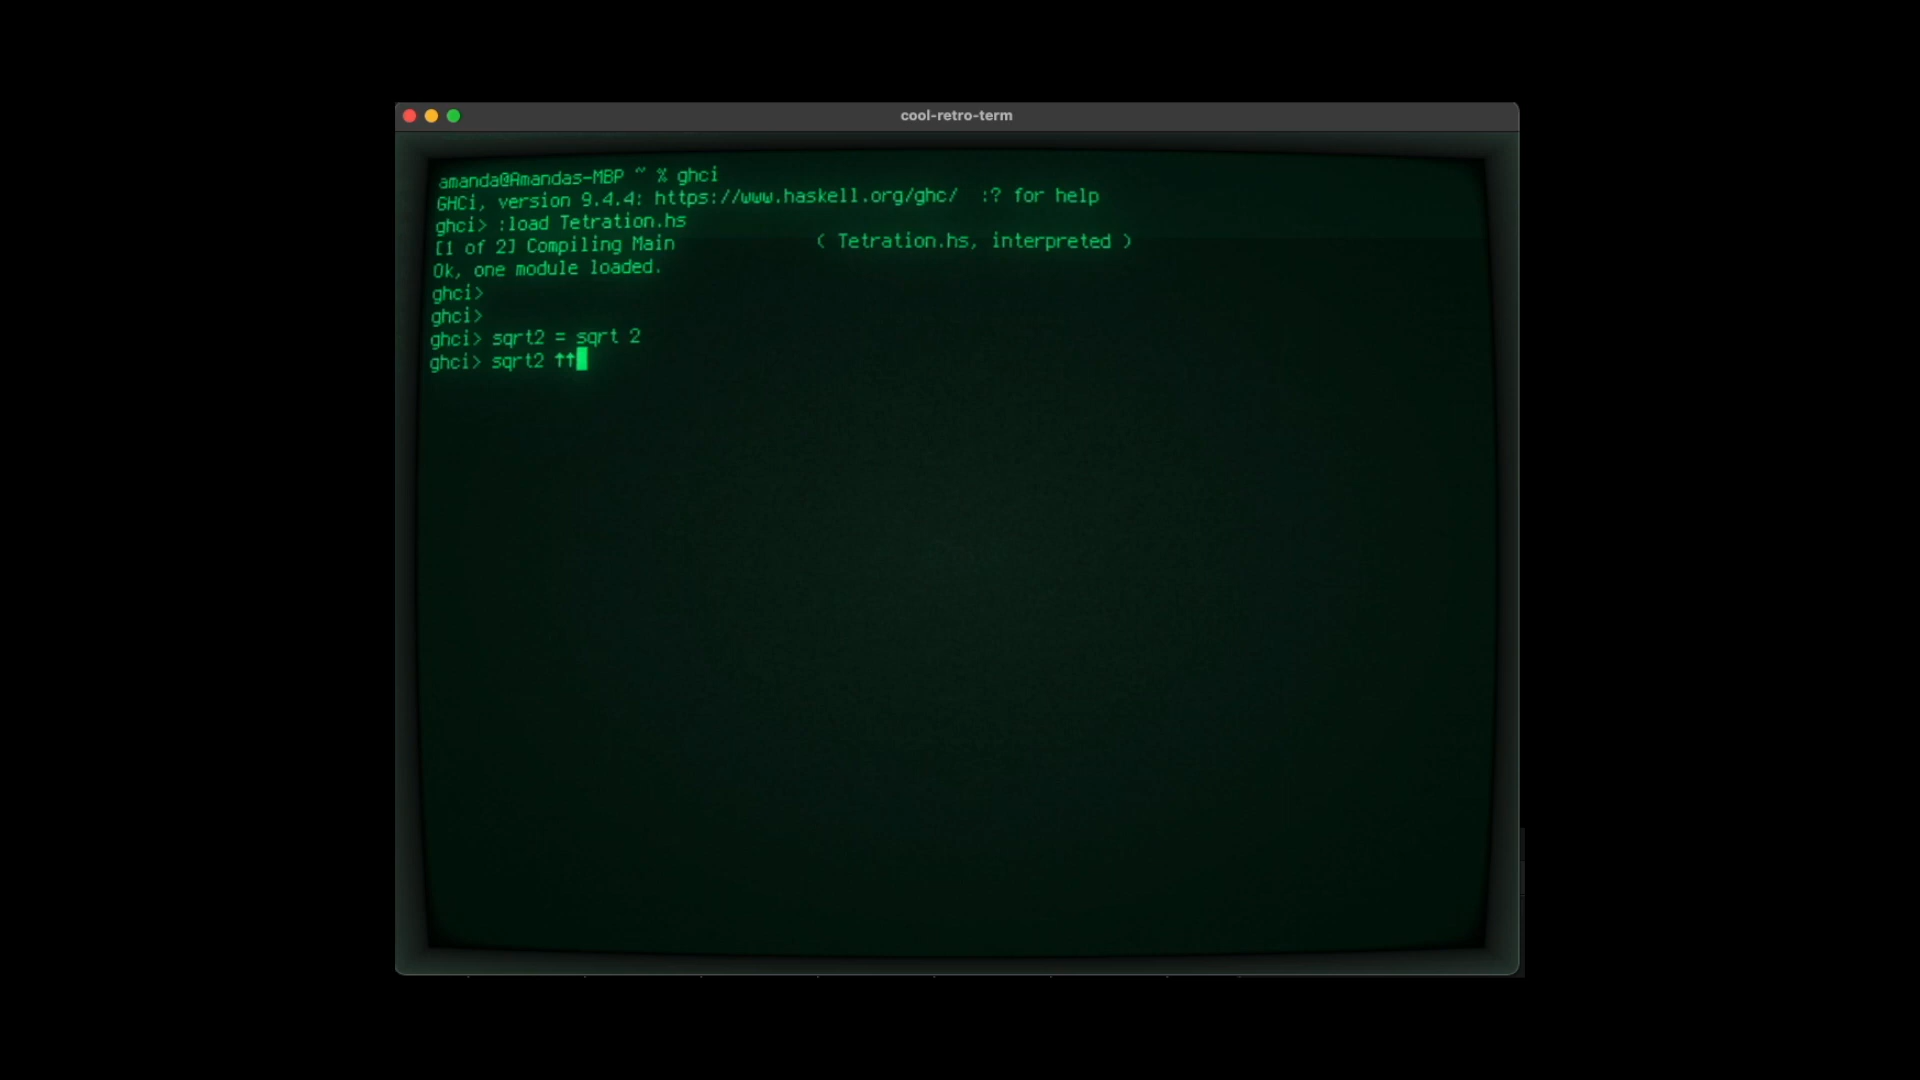 cool-retro-term
amanda@Amandas-MBP ~ % ghci
GHCi, version 9.4.4: https://www.haskell.org/ghc/  :? for help
ghci> :load Tetration.hs
[1 of 2] Compiling Main             ( Tetration.hs, interpreted )
Ok, one module loaded.
ghci>
ghci>
ghci> sqrt2 = sqrt 2
ghci> sqrt2 ↑↑